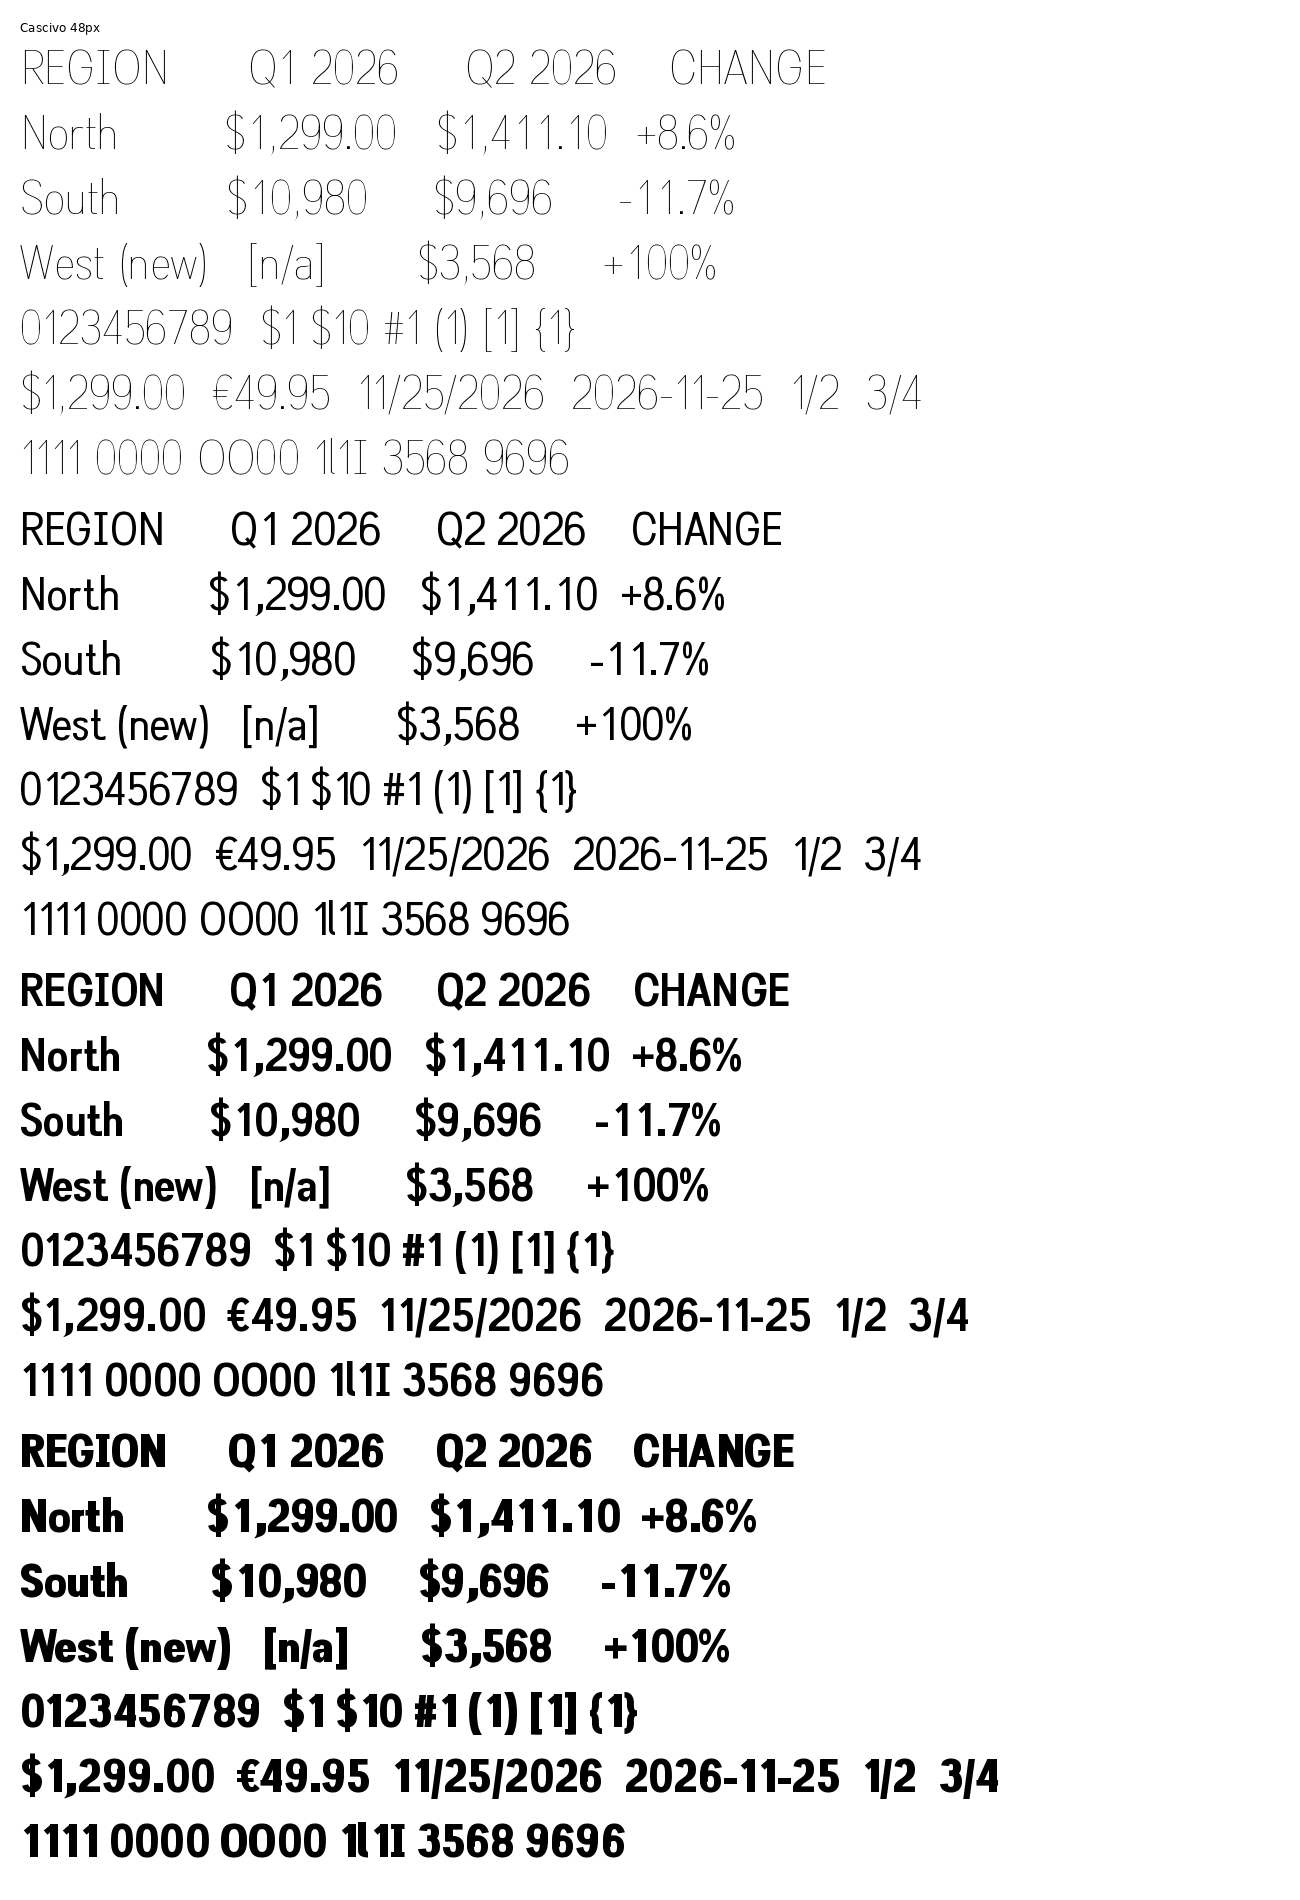 Cascivo 48px
REGION Q1 2026 Q2 2026 CHANGE
North $1,299.00 $1,411.10 +8.6%
South $10,980 $9,696 -11.7%
West (new) [n/a] $3,568 +100%
0123456789 $1 $10 #1 (1) [1] {1}
$1,299.00 €49.95 11/25/2026 2026-11-25 1/2 3/4
1111 0000 OO00 1l1I 3568 9696
REGION Q1 2026 Q2 2026 CHANGE
North $1,299.00 $1,411.10 +8.6%
South $10,980 $9,696 -11.7%
West (new) [n/a] $3,568 +100%
0123456789 $1 $10 #1 (1) [1] {1}
$1,299.00 €49.95 11/25/2026 2026-11-25 1/2 3/4
1111 0000 OO00 1l1I 3568 9696
REGION Q1 2026 Q2 2026 CHANGE
North $1,299.00 $1,411.10 +8.6%
South $10,980 $9,696 -11.7%
West (new) [n/a] $3,568 +100%
0123456789 $1 $10 #1 (1) [1] {1}
$1,299.00 €49.95 11/25/2026 2026-11-25 1/2 3/4
1111 0000 OO00 1l1I 3568 9696
REGION Q1 2026 Q2 2026 CHANGE
North $1,299.00 $1,411.10 +8.6%
South $10,980 $9,696 -11.7%
West (new) [n/a] $3,568 +100%
0123456789 $1 $10 #1 (1) [1] {1}
$1,299.00 €49.95 11/25/2026 2026-11-25 1/2 3/4
1111 0000 OO00 1l1I 3568 9696